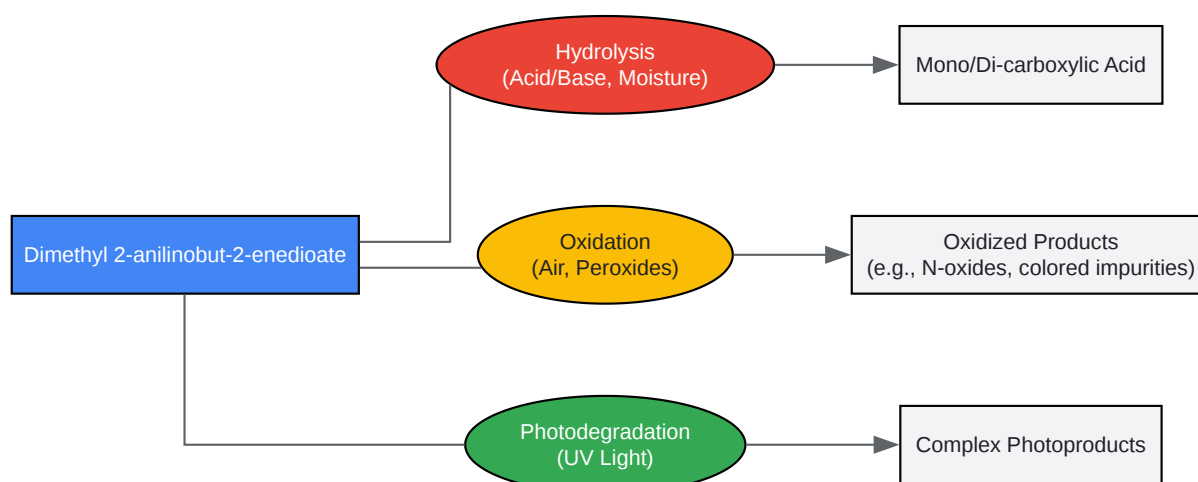 Hydrolysis
(Acid/Base, Moisture)
Mono/Di-carboxylic Acid
Dimethyl 2-anilinobut-2-enedioate
Oxidation
(Air, Peroxides)
Oxidized Products
(e.g., N-oxides, colored impurities)
Photodegradation
(UV Light)
Complex Photoproducts